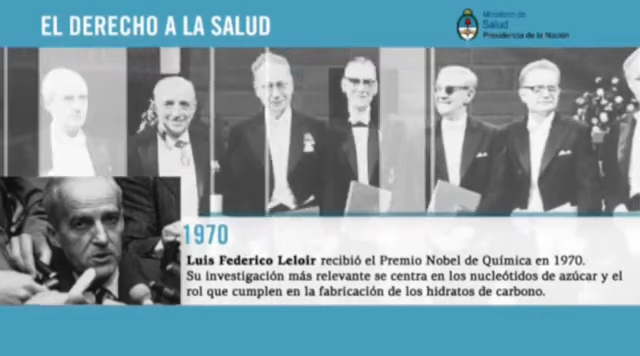 EL DERECHO A LA SALUD
Ministerio de
Salud
Presidencia de la Nación
1970
Luis Federico Leloir recibió el Premio Nobel de Química en 1970.
Su investigación más relevante se centra en los nucleótidos de azúcar y el
rol que cumplen en la fabricación de los hidratos de carbono.